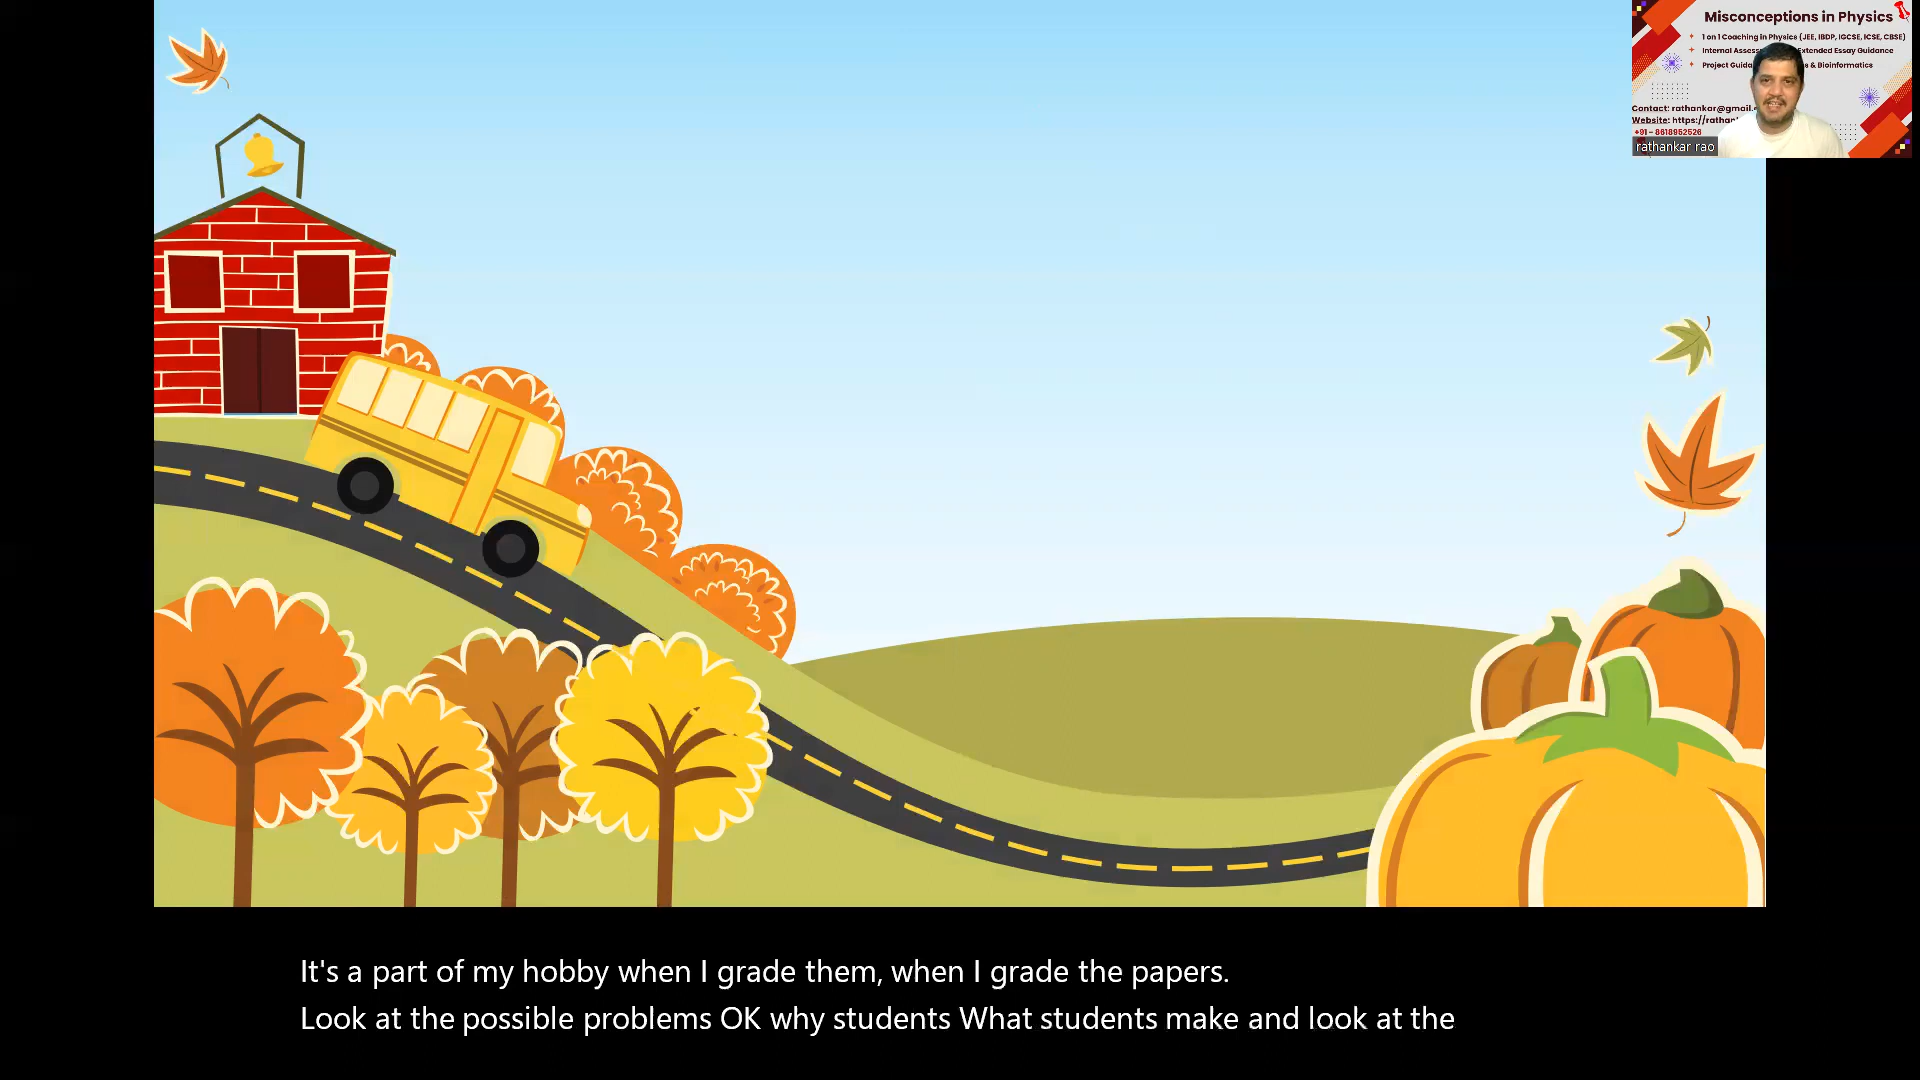 Misconceptions in Physics
1 on 1 Coaching in Physics (JEE, IBDP, IGCSE, ICSE, CBSE)
Internal Extended Essay Guidance
Project & Bioinformatics
Contact: rathankar@gmail.
Website: https://rathan
+91 - 8618952526
rathankar rao
It's a part of my hobby when I grade them, when I grade the papers.
Look at the possible problems OK why students What students make and look at the